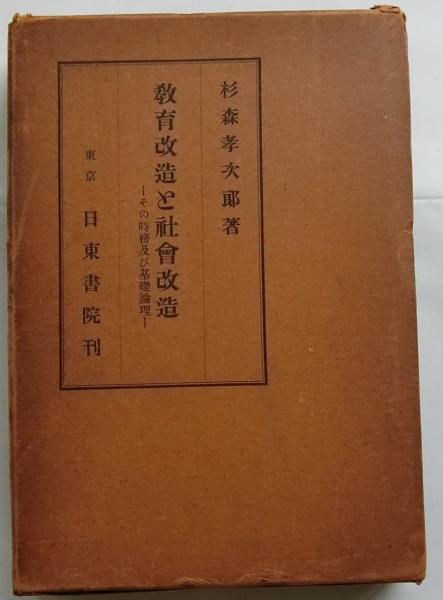 杉森孝次郎著
教育改造と社會改造
―その時務及び基礎論理―
東京 日東書院刊